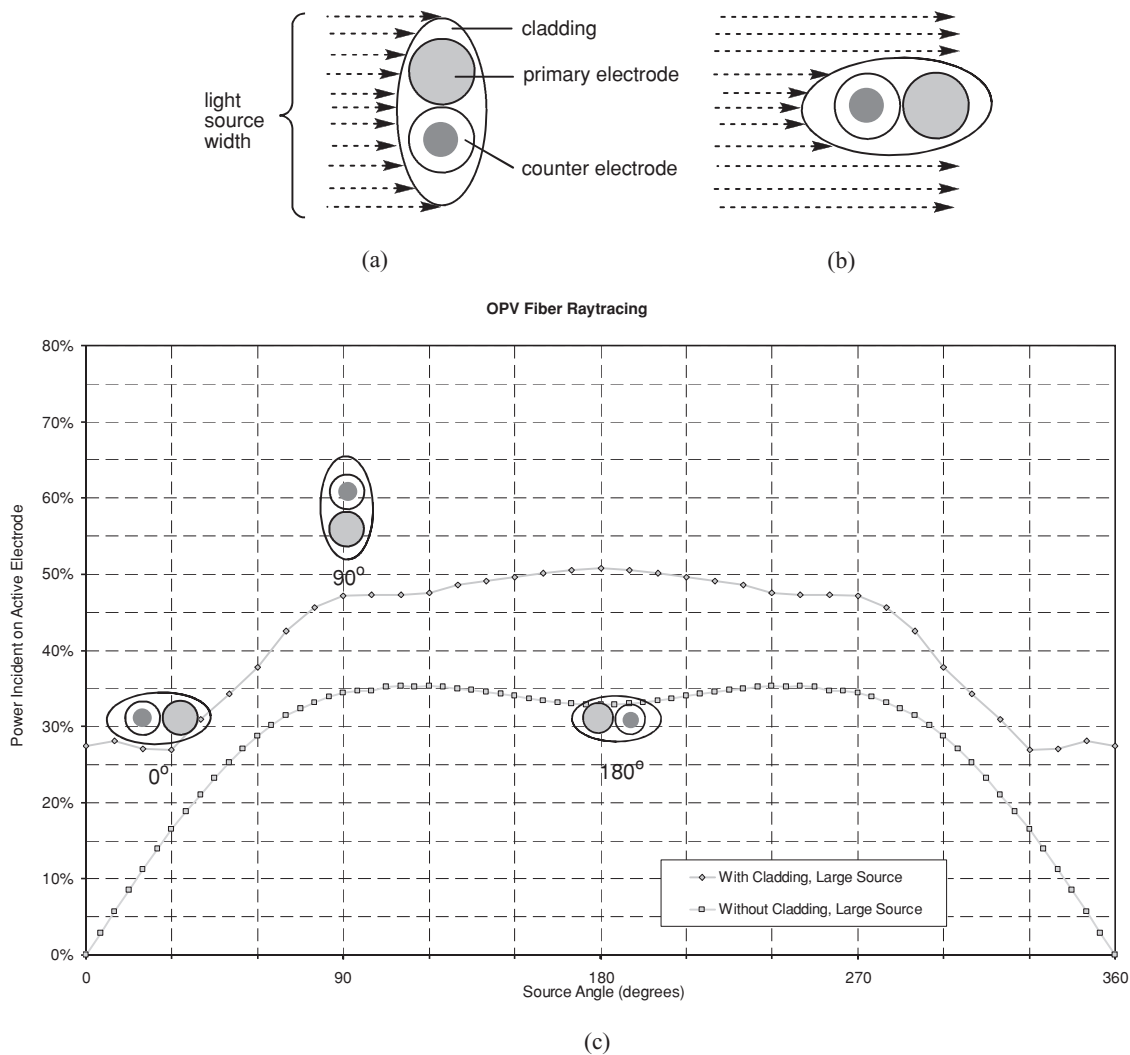 cladding
primary electrode
light
source
width
counter electrode
(a)
(b)
OPV Fiber Raytracing
80%
70%
60%
50%
40%
30%
20%
10%
0%
Power Incident on Active Electrode
90°
0°
180°
With Cladding, Large Source
Without Cladding, Large Source
0
90
180
270
360
Source Angle (degrees)
(c)